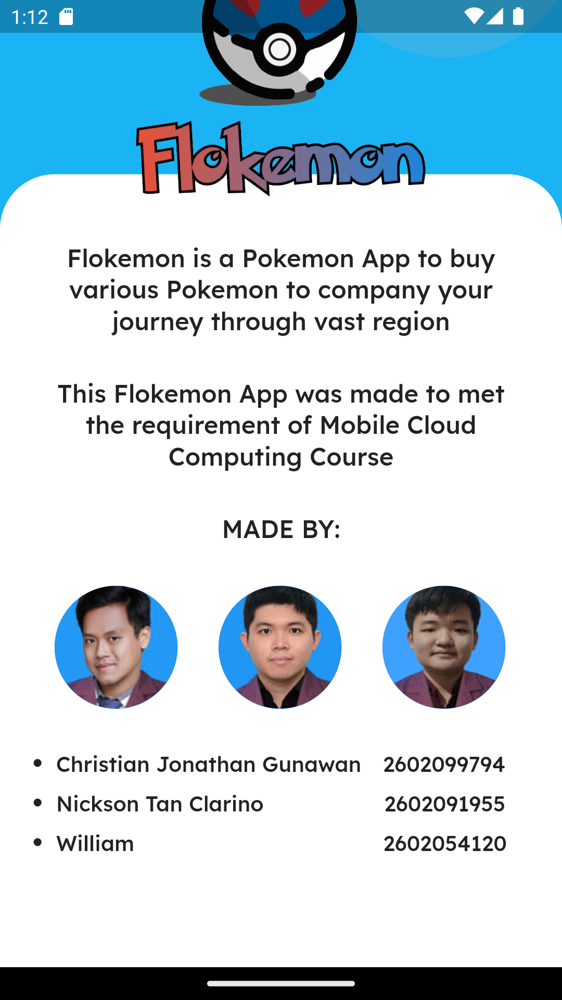 1:12
Flokemon
Flokemon is a Pokemon App to buy
various Pokemon to company your
journey through vast region
This Flokemon App was made to met
the requirement of Mobile Cloud
Computing Course
MADE BY:
• Christian Jonathan Gunawan 2602099794
• Nickson Tan Clarino 2602091955
• William 2602054120